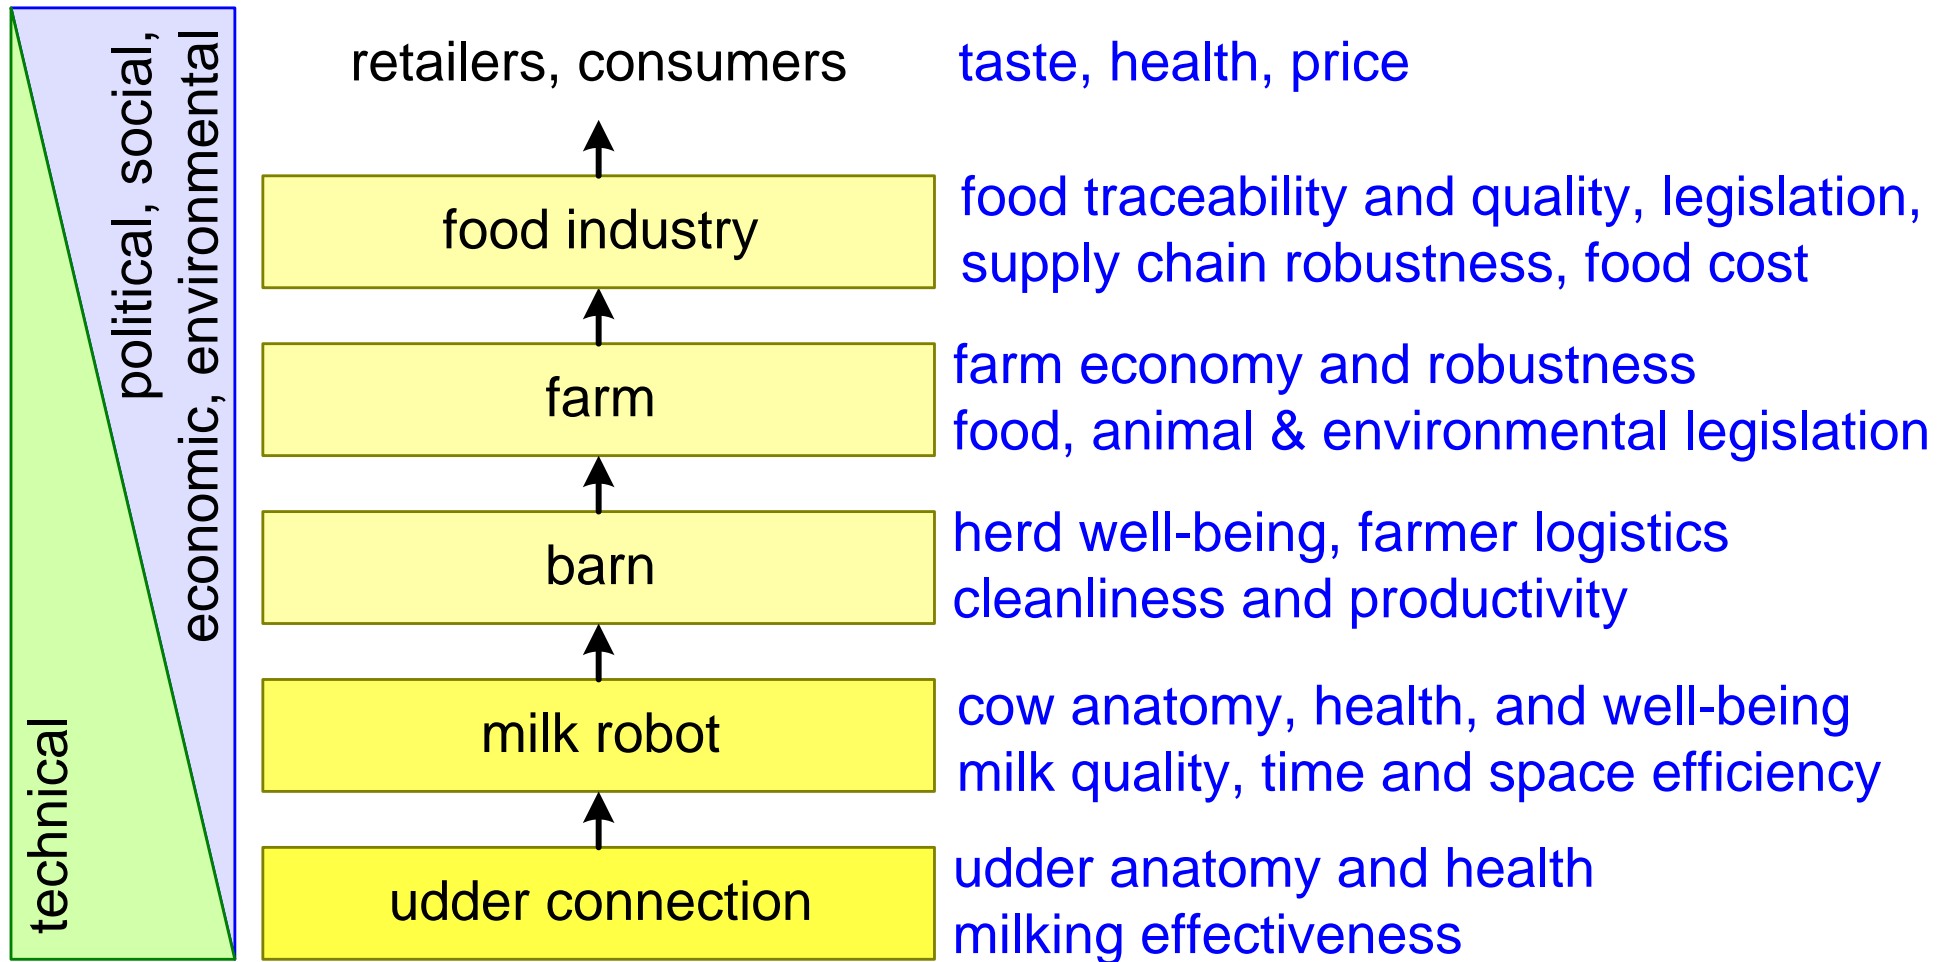 political, social,
economic, environmental
technical
retailers, consumers
taste, health, price
food industry
food traceability and quality, legislation,
supply chain robustness, food cost
farm
farm economy and robustness
food, animal & environmental legislation
barn
herd well-being, farmer logistics
cleanliness and productivity
milk robot
cow anatomy, health, and well-being
milk quality, time and space efficiency
udder connection
udder anatomy and health
milking effectiveness